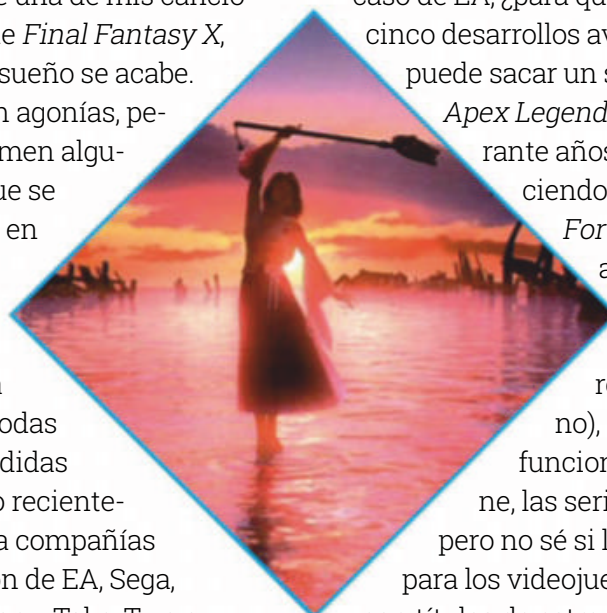 una de mis cancio
e Final Fantasy X,
sueño se acabe.
n agonías, pe-
men algu-
ue se
en
odas
didas
o reciente-
a compañías
ón de EA, Sega,
caso de EA, ¿para qu
cinco desarrollos av
puede sacar un s
Apex Legend
rante años
ciendo
For
a
re
no),
funcion
ne, las seri
pero no sé si l
para los videojue